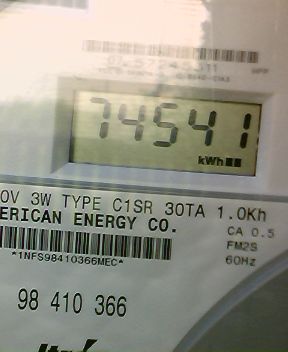 74541
kWh
0V 3W TYPE C1SR 30TA 1.0Kh
ERICAN ENERGY CO.
CA 0.5
FM2S
60Hz
*1NFS98410366MEC*
98 410 366